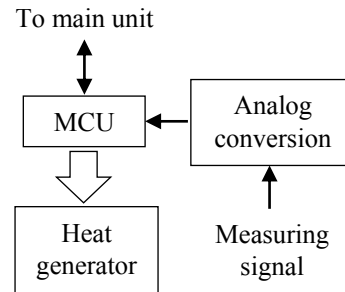 To main unit
MCU
Analog
conversion
Heat
generator
Measuring
signal